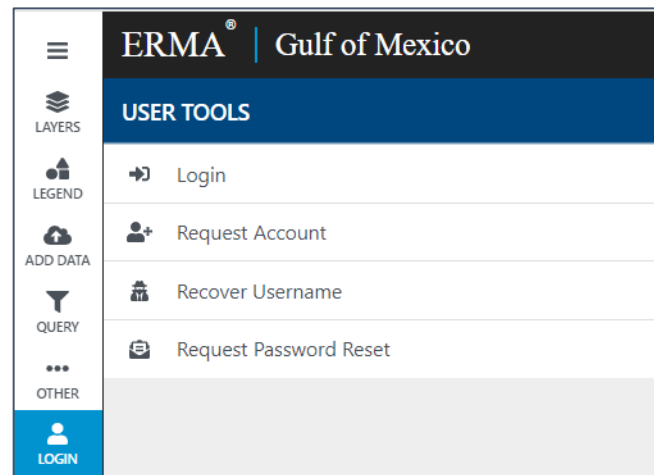 ERMA® | Gulf of Mexico
LAYERS
LEGEND
ADD DATA
QUERY
OTHER
LOGIN
USER TOOLS
Login
Request Account
Recover Username
Request Password Reset